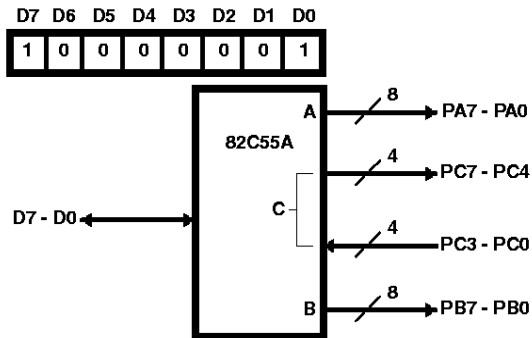 D7 D6 D5 D4 D3 D2 D1 D0
1 0 0 0 0 0 0 1
A 8 PA7 - PA0
82C55A
4 PC7 - PC4
C
D7 - D0
4 PC3 - PC0
B 8 PB7 - PB0